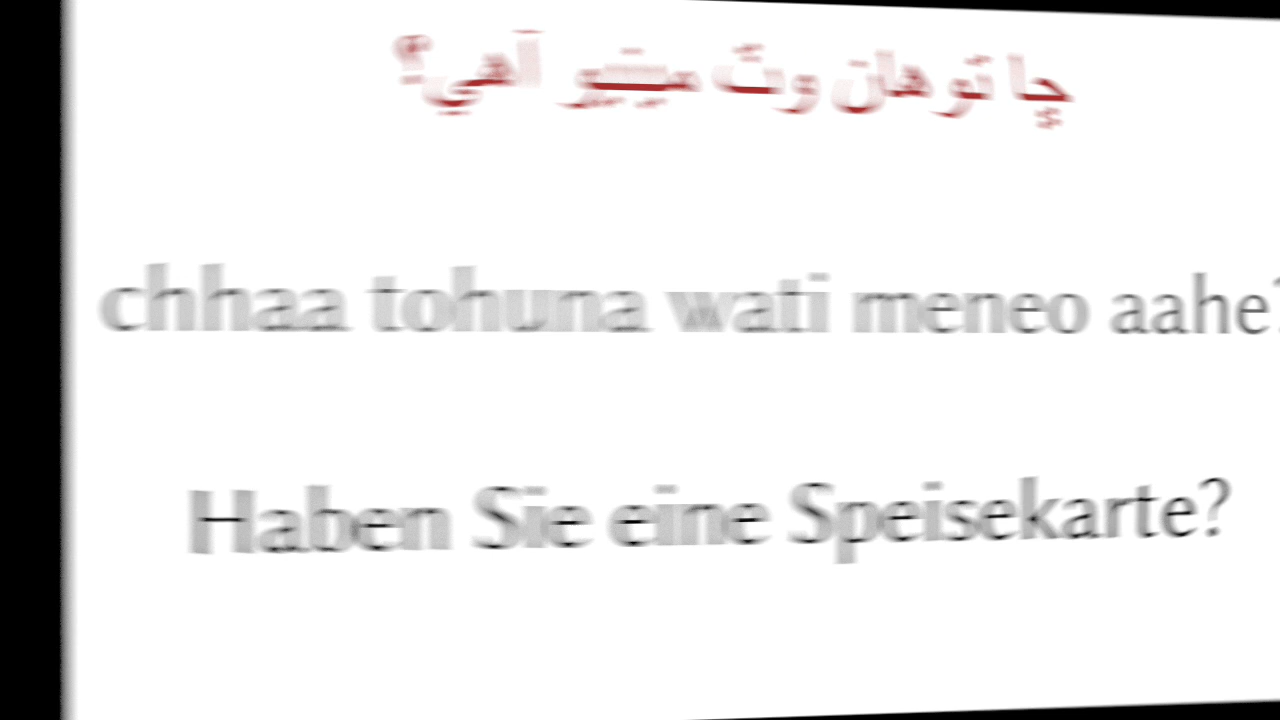 ڇا توهان وٽ مينيو آهي؟
chhaa tohuna wati meneo aahe?
Haben Sie eine Speisekarte?